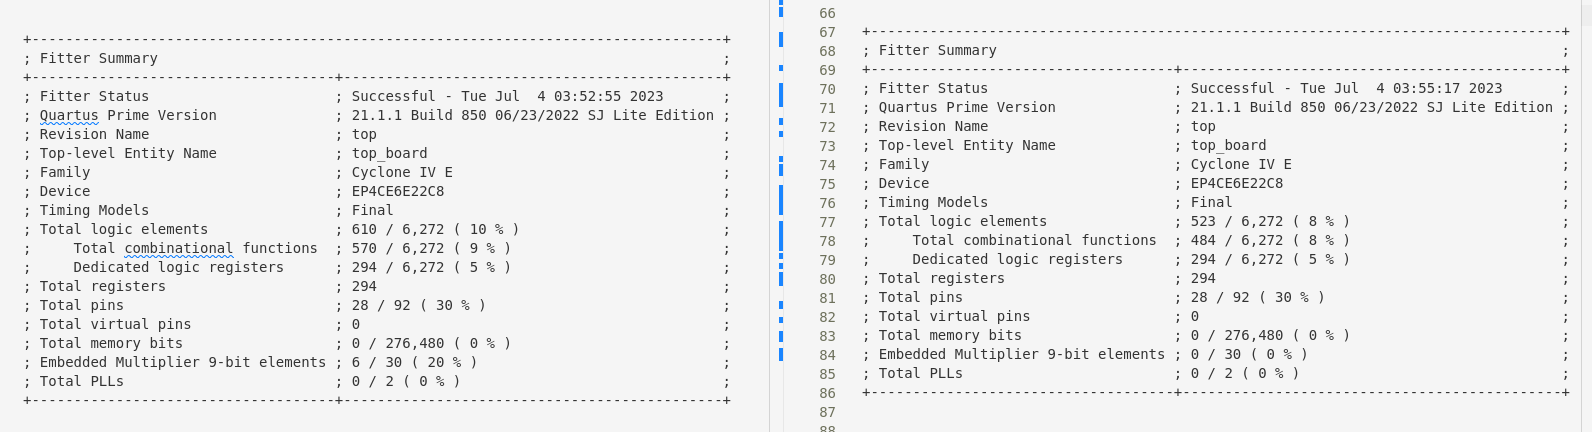 +-----------------------------------------------------------------------------------+
; Fitter Summary ;
+------------------------------------+----------------------------------------------+
; Fitter Status ; Successful - Tue Jul  4 03:52:55 2023 ;
; Quartus Prime Version ; 21.1.1 Build 850 06/23/2022 SJ Lite Edition ;
; Revision Name ; top ;
; Top-level Entity Name ; top_board ;
; Family ; Cyclone IV E ;
; Device ; EP4CE6E22C8 ;
; Timing Models ; Final ;
; Total logic elements ; 610 / 6,272 ( 10 % ) ;
;     Total combinational functions ; 570 / 6,272 ( 9 % ) ;
;     Dedicated logic registers ; 294 / 6,272 ( 5 % ) ;
; Total registers ; 294 ;
; Total pins ; 28 / 92 ( 30 % ) ;
; Total virtual pins ; 0 ;
; Total memory bits ; 0 / 276,480 ( 0 % ) ;
; Embedded Multiplier 9-bit elements ; 6 / 30 ( 20 % ) ;
; Total PLLs ; 0 / 2 ( 0 % ) ;
+------------------------------------+----------------------------------------------+
66
67 +-----------------------------------------------------------------------------------+
68 ; Fitter Summary ;
69 +------------------------------------+----------------------------------------------+
70 ; Fitter Status ; Successful - Tue Jul  4 03:55:17 2023 ;
71 ; Quartus Prime Version ; 21.1.1 Build 850 06/23/2022 SJ Lite Edition ;
72 ; Revision Name ; top ;
73 ; Top-level Entity Name ; top_board ;
74 ; Family ; Cyclone IV E ;
75 ; Device ; EP4CE6E22C8 ;
76 ; Timing Models ; Final ;
77 ; Total logic elements ; 523 / 6,272 ( 8 % ) ;
78 ;     Total combinational functions ; 484 / 6,272 ( 8 % ) ;
79 ;     Dedicated logic registers ; 294 / 6,272 ( 5 % ) ;
80 ; Total registers ; 294 ;
81 ; Total pins ; 28 / 92 ( 30 % ) ;
82 ; Total virtual pins ; 0 ;
83 ; Total memory bits ; 0 / 276,480 ( 0 % ) ;
84 ; Embedded Multiplier 9-bit elements ; 0 / 30 ( 0 % ) ;
85 ; Total PLLs ; 0 / 2 ( 0 % ) ;
86 +------------------------------------+----------------------------------------------+
87
88